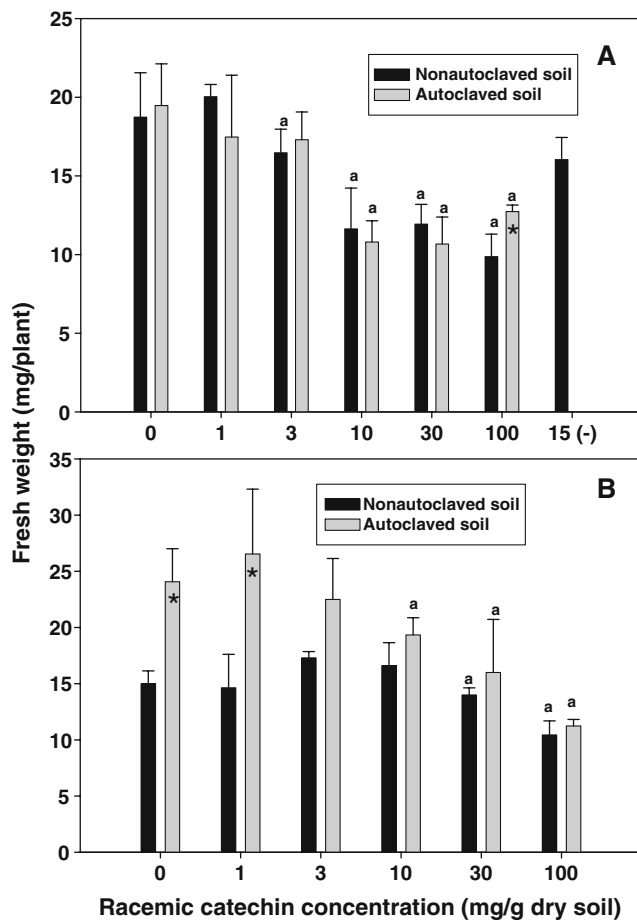 25
A
Nonautoclaved soil
Autoclaved soil
20
a
15
a a a a a
*
a
10
5
0
0 1 3 10 30 100 15 (-)
Fresh weight (mg/plant)
35
B
Nonautoclaved soil
Autoclaved soil
30
25
* *
a
20
a
a
15
a a
10
5
0
0 1 3 10 30 100
Racemic catechin concentration (mg/g dry soil)